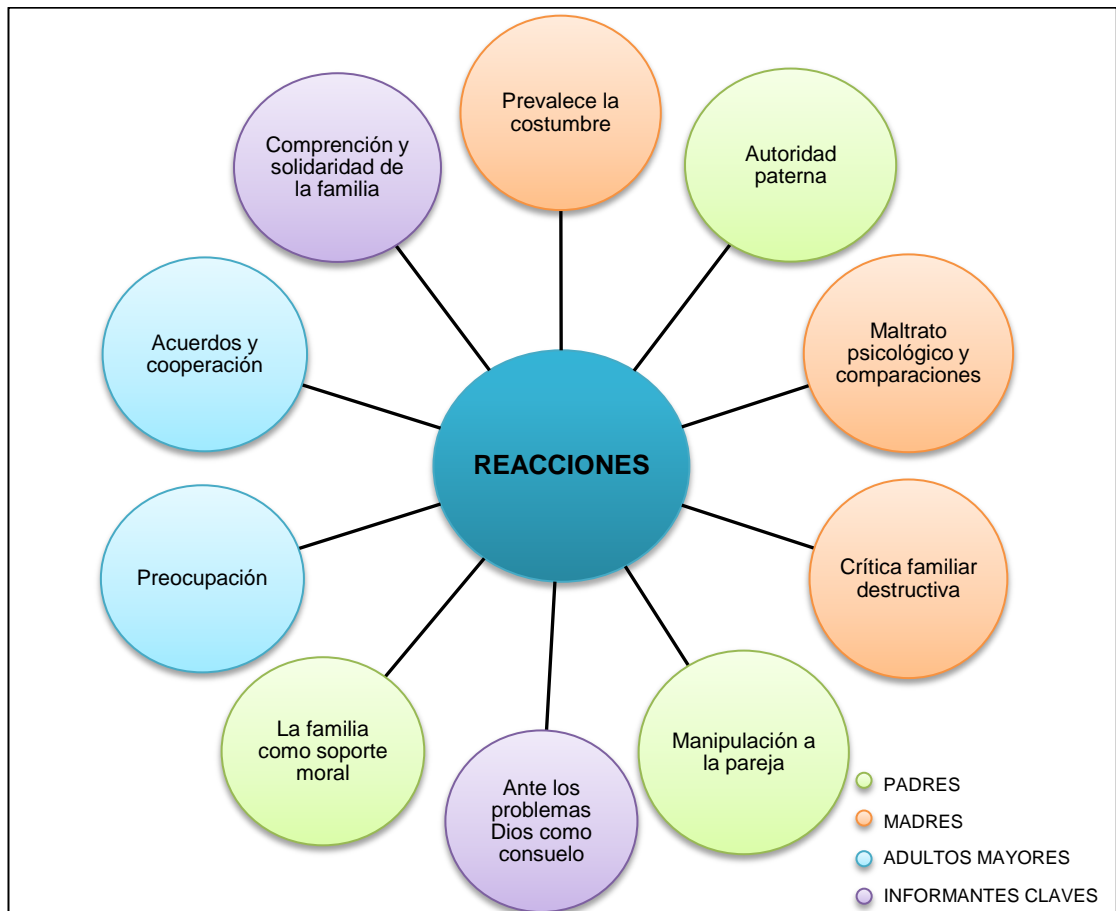 Prevalece la
costumbre
Autoridad
paterna
Comprención y
solidaridad de
la familia
Maltrato
psicológico y
comparaciones
Acuerdos y
cooperación
REACCIONES
Crítica familiar
destructiva
Preocupación
La familia
como soporte
moral
Manipulación a
la pareja
Ante los
problemas
Dios como
consuelo
PADRES
MADRES
ADULTOS MAYORES
INFORMANTES CLAVES